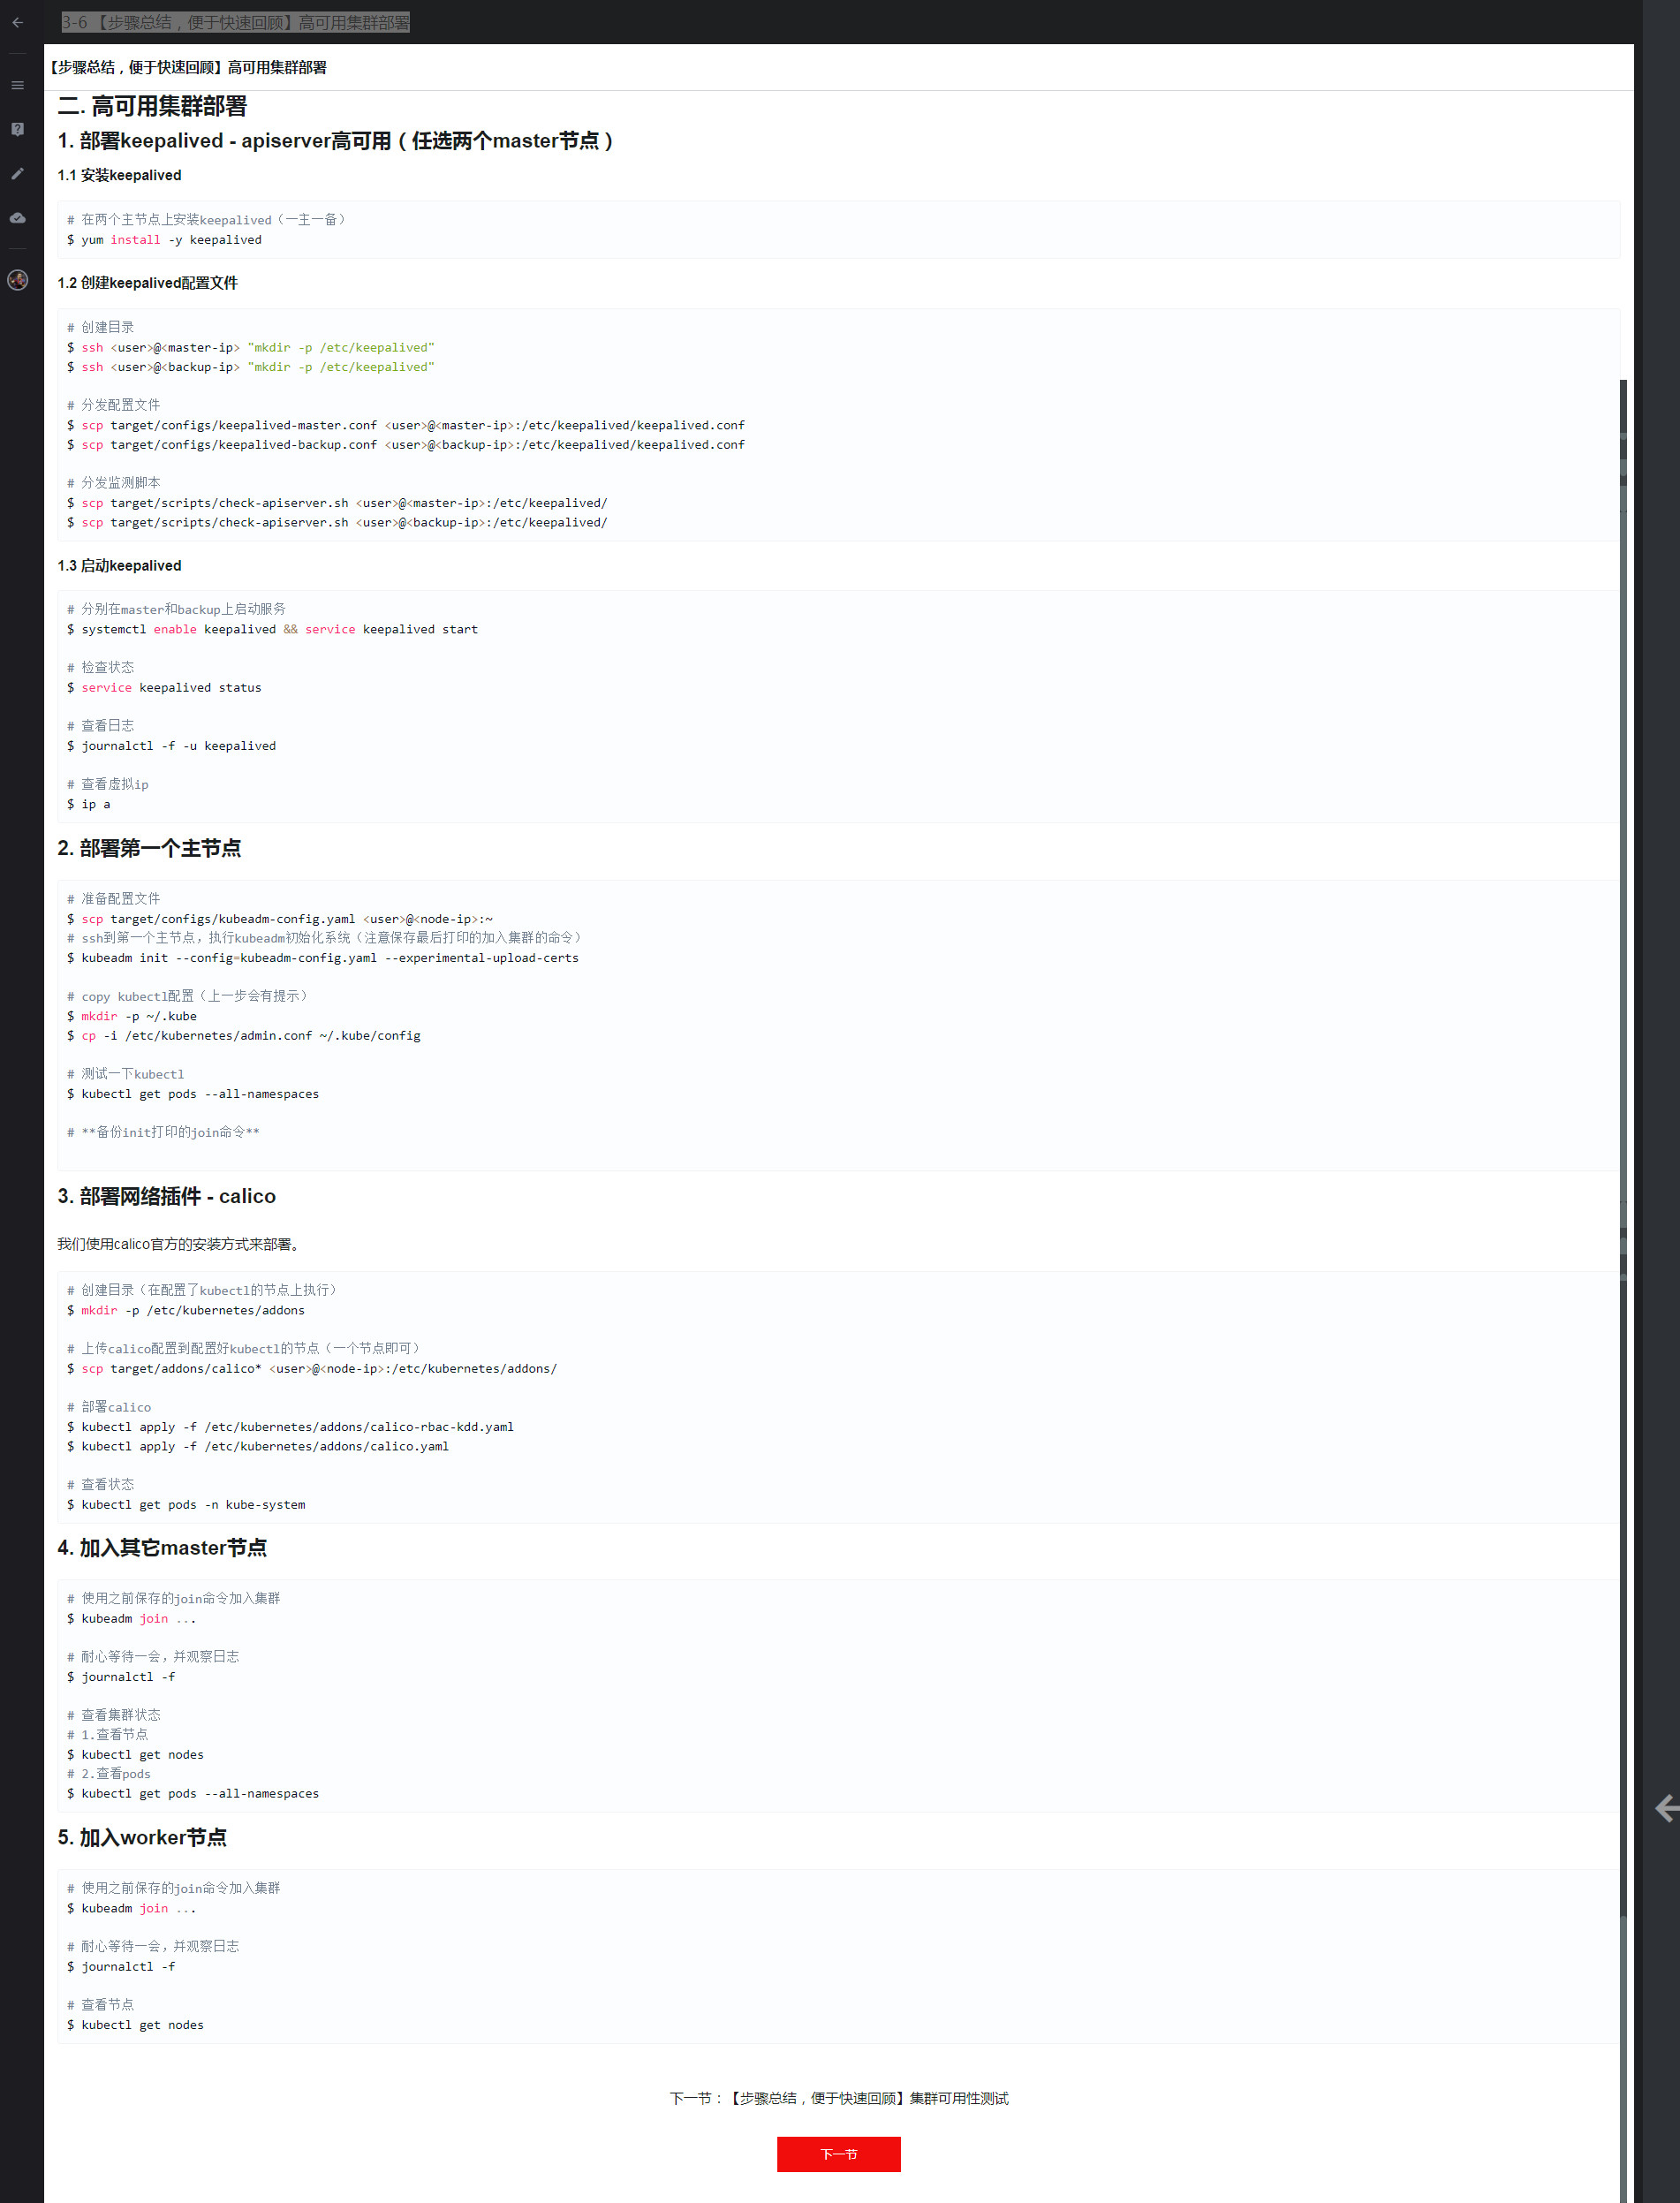 3-6 【步骤总结，便于快速回顾】高可用集群部署
【步骤总结，便于快速回顾】高可用集群部署
二. 高可用集群部署
1. 部署keepalived - apiserver高可用（任选两个master节点）
1.1 安装keepalived
# 在两个主节点上安装keepalived（一主一备）
$ yum install -y keepalived
1.2 创建keepalived配置文件
# 创建目录
$ ssh <user>@<master-ip> "mkdir -p /etc/keepalived"
$ ssh <user>@<backup-ip> "mkdir -p /etc/keepalived"
# 分发配置文件
$ scp target/configs/keepalived-master.conf <user>@<master-ip>:/etc/keepalived/keepalived.conf
$ scp target/configs/keepalived-backup.conf <user>@<backup-ip>:/etc/keepalived/keepalived.conf
# 分发监测脚本
$ scp target/scripts/check-apiserver.sh <user>@<master-ip>:/etc/keepalived/
$ scp target/scripts/check-apiserver.sh <user>@<backup-ip>:/etc/keepalived/
1.3 启动keepalived
# 分别在master和backup上启动服务
$ systemctl enable keepalived && service keepalived start
# 检查状态
$ service keepalived status
# 查看日志
$ journalctl -f -u keepalived
# 查看虚拟ip
$ ip a
2. 部署第一个主节点
# 准备配置文件
$ scp target/configs/kubeadm-config.yaml <user>@<node-ip>:~
# ssh到第一个主节点，执行kubeadm初始化系统（注意保存最后打印的加入集群的命令）
$ kubeadm init --config=kubeadm-config.yaml --experimental-upload-certs
# copy kubectl配置（上一步会有提示）
$ mkdir -p ~/.kube
$ cp -i /etc/kubernetes/admin.conf ~/.kube/config
# 测试一下kubectl
$ kubectl get pods --all-namespaces
# **备份init打印的join命令**
3. 部署网络插件 - calico
我们使用calico官方的安装方式来部署。
# 创建目录（在配置了kubectl的节点上执行）
$ mkdir -p /etc/kubernetes/addons
# 上传calico配置到配置好kubectl的节点（一个节点即可）
$ scp target/addons/calico* <user>@<node-ip>:/etc/kubernetes/addons/
# 部署calico
$ kubectl apply -f /etc/kubernetes/addons/calico-rbac-kdd.yaml
$ kubectl apply -f /etc/kubernetes/addons/calico.yaml
# 查看状态
$ kubectl get pods -n kube-system
4. 加入其它master节点
# 使用之前保存的join命令加入集群
$ kubeadm join ...
# 耐心等待一会，并观察日志
$ journalctl -f
# 查看集群状态
# 1.查看节点
$ kubectl get nodes
# 2.查看pods
$ kubectl get pods --all-namespaces
5. 加入worker节点
# 使用之前保存的join命令加入集群
$ kubeadm join ...
# 耐心等待一会，并观察日志
$ journalctl -f
# 查看节点
$ kubectl get nodes
下一节：【步骤总结，便于快速回顾】集群可用性测试
下一节